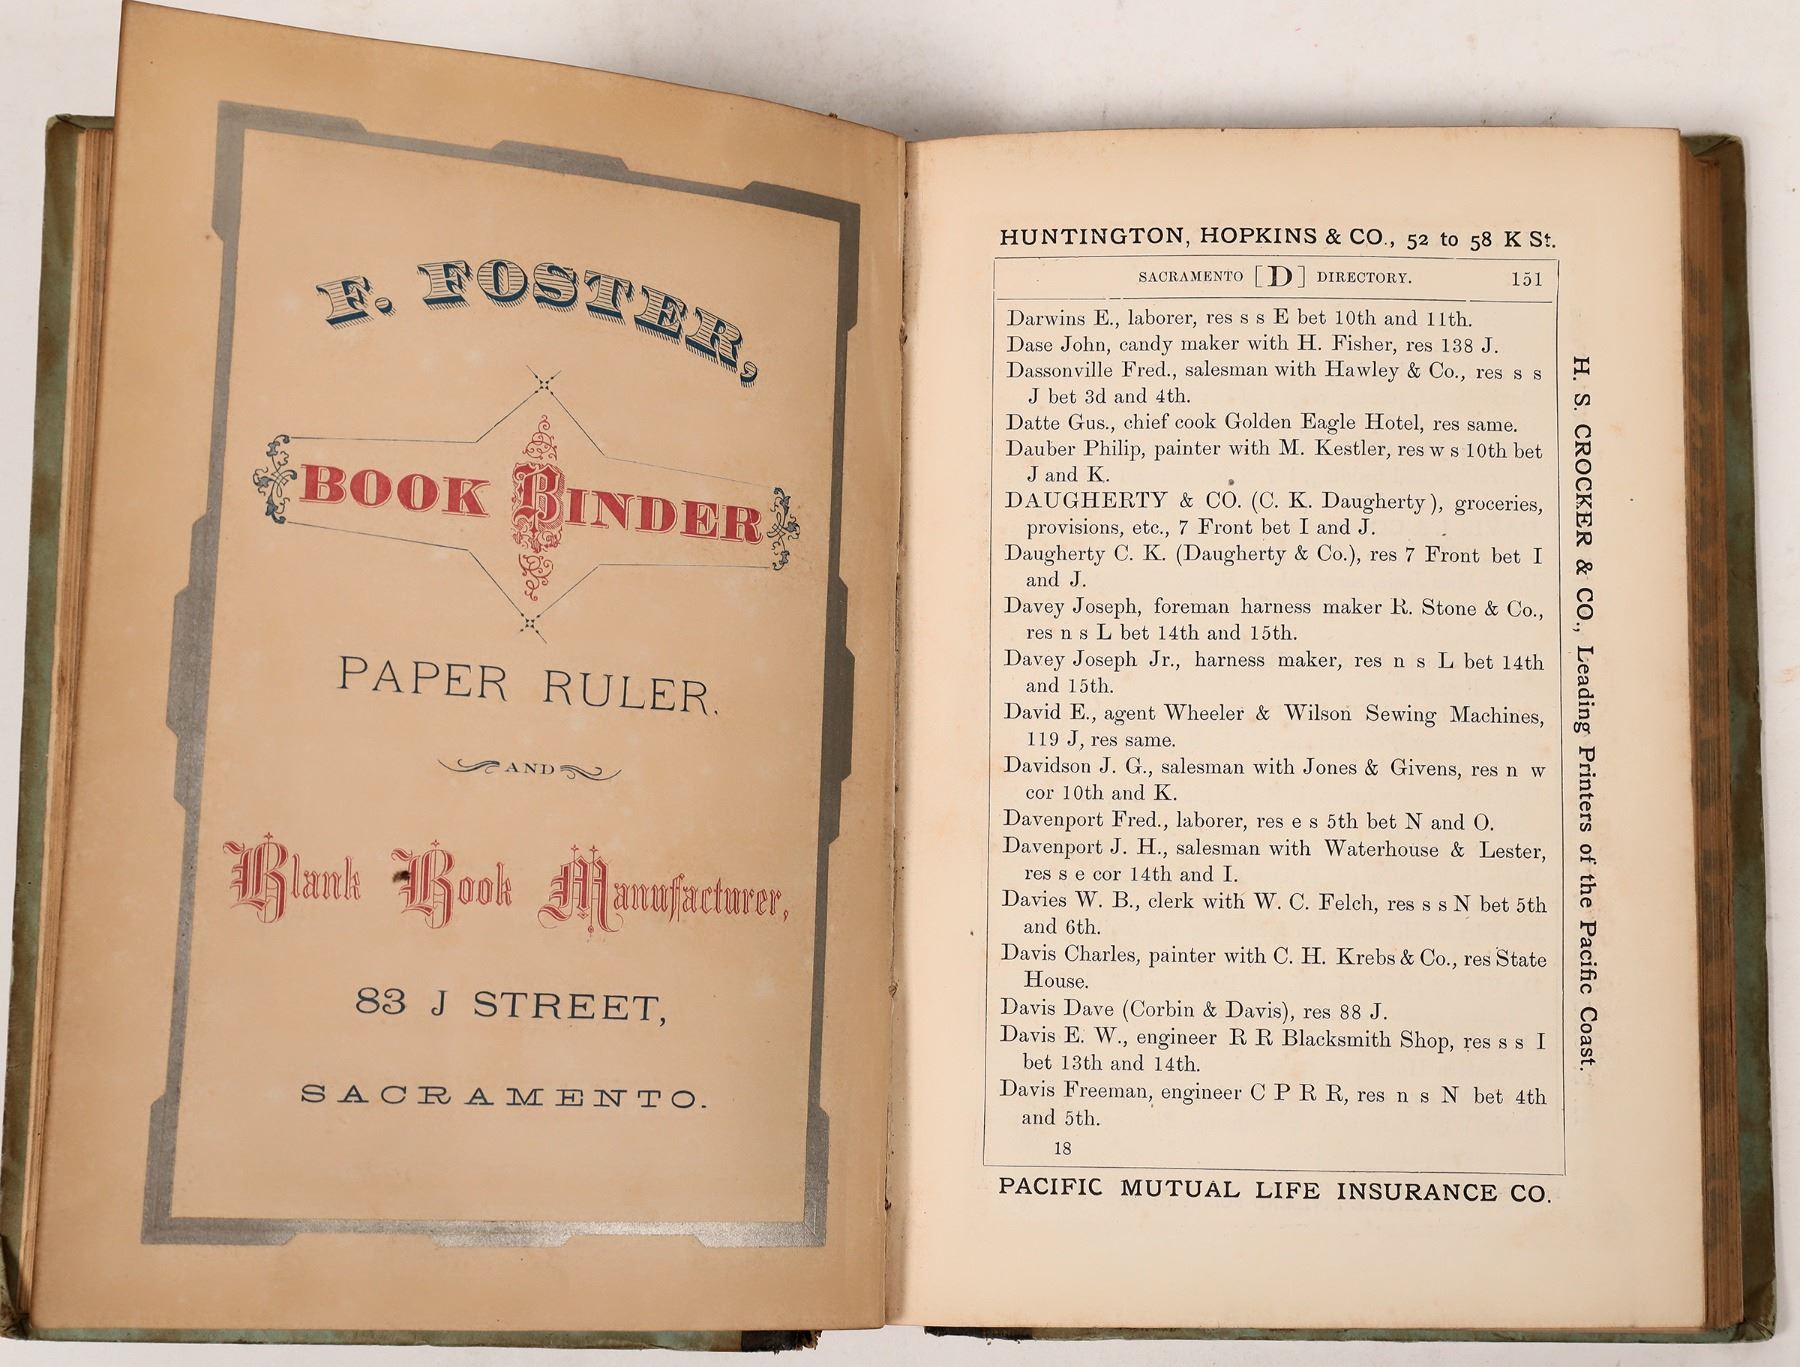 F. FOSTER,
BOOK BINDER
PAPER RULER.
AND
Blank Book Manufacturer,
83 J STREET,
SACRAMENTO.
HUNTINGTON, HOPKINS & CO., 52 to 58 K St.
SACRAMENTO [D] DIRECTORY. 151
Darwins E., laborer, res s s E bet 10th and 11th.
Dase John, candy maker with H. Fisher, res 138 J.
Dassonville Fred., salesman with Hawley & Co., res s s
J bet 3d and 4th.
Datte Gus., chief cook Golden Eagle Hotel, res same.
Dauber Philip, painter with M. Kestler, res w s 10th bet
J and K.
DAUGHERTY & CO. (C. K. Daugherty), groceries,
provisions, etc., 7 Front bet I and J.
Daugherty C. K. (Daugherty & Co.), res 7 Front bet I
and J.
Davey Joseph, foreman harness maker R. Stone & Co.,
res n s L bet 14th and 15th.
Davey Joseph Jr., harness maker, res n s L bet 14th
and 15th.
David E., agent Wheeler & Wilson Sewing Machines,
119 J, res same.
Davidson J. G., salesman with Jones & Givens, res n w
cor 10th and K.
Davenport Fred., laborer, res e s 5th bet N and O.
Davenport J. H., salesman with Waterhouse & Lester,
res s e cor 14th and I.
Davies W. B., clerk with W. C. Felch, res s s N bet 5th
and 6th.
Davis Charles, painter with C. H. Krebs & Co., res State
House.
Davis Dave (Corbin & Davis), res 88 J.
Davis E. W., engineer R R Blacksmith Shop, res s s I
bet 13th and 14th.
Davis Freeman, engineer C P R R, res n s N bet 4th
and 5th.
18
PACIFIC MUTUAL LIFE INSURANCE CO.
H. S. CROCKER & CO., Leading Printers of the Pacific Coast.